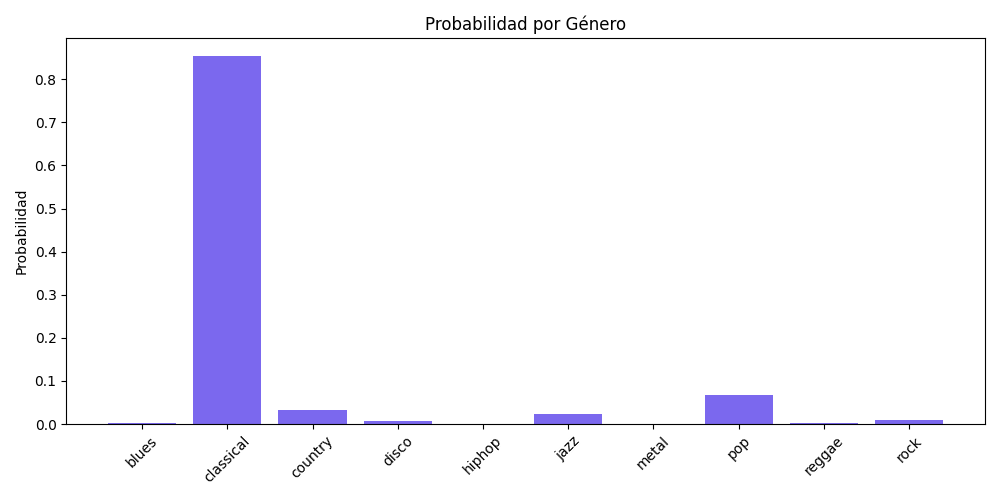 Probabilidad por Género
Probabilidad
0.8
0.7
0.6
0.5
0.4
0.3
0.2
0.1
0.0
blues
classical
country
disco
hiphop
jazz
metal
pop
reggae
rock